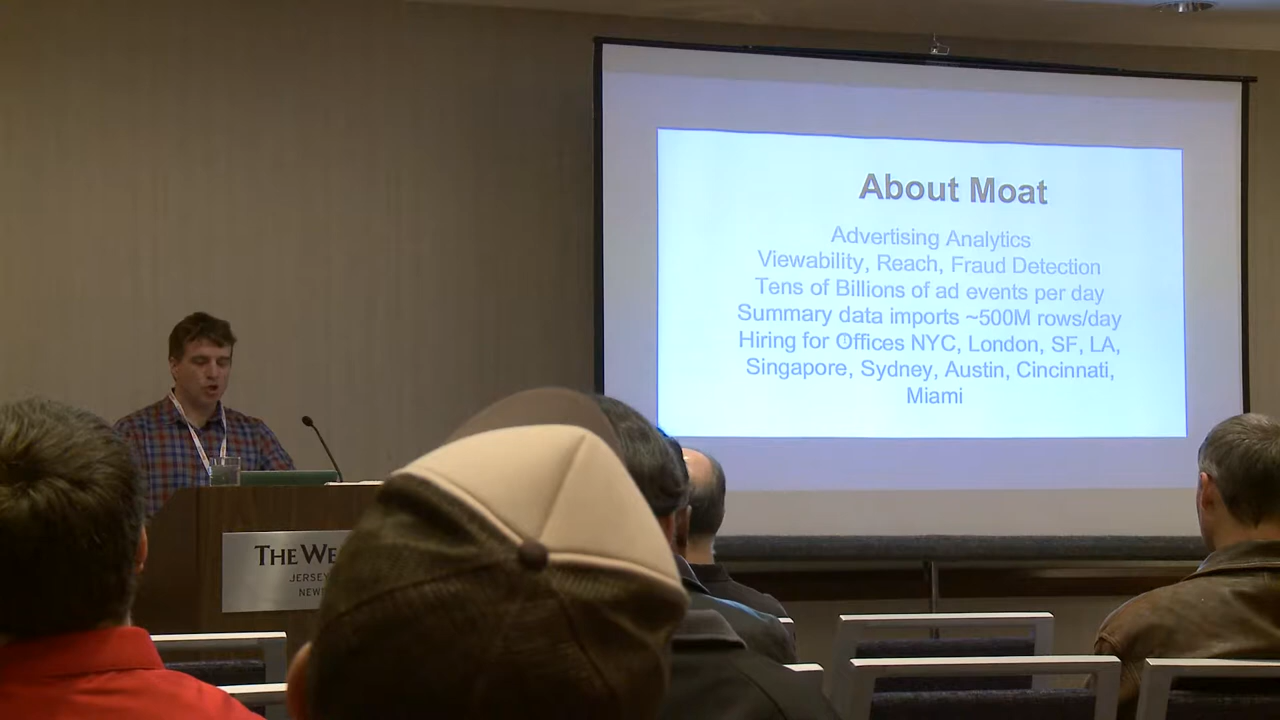 About Moat
Advertising Analytics
Viewability, Reach, Fraud Detection
Tens of Billions of ad events per day
Summary data imports ~500M rows/day
Hiring for Offices NYC, London, SF, LA,
Singapore, Sydney, Austin, Cincinnati,
Miami
THE WE
JERSEY
NEW